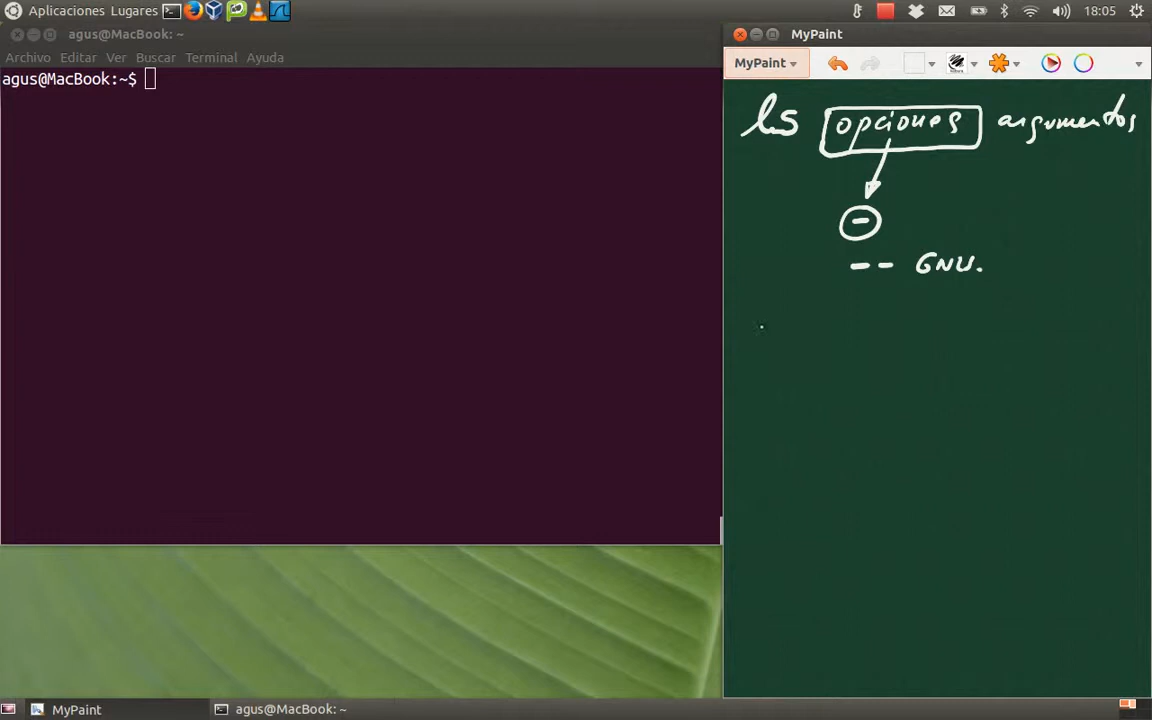 Aplicaciones Lugares 18:05
agus@MacBook: ~
Archivo Editar Ver Buscar Terminal Ayuda
agus@MacBook:~$
MyPaint
MyPaint
ls opciones argumentos
-
-- GNU.
MyPaint agus@MacBook: ~